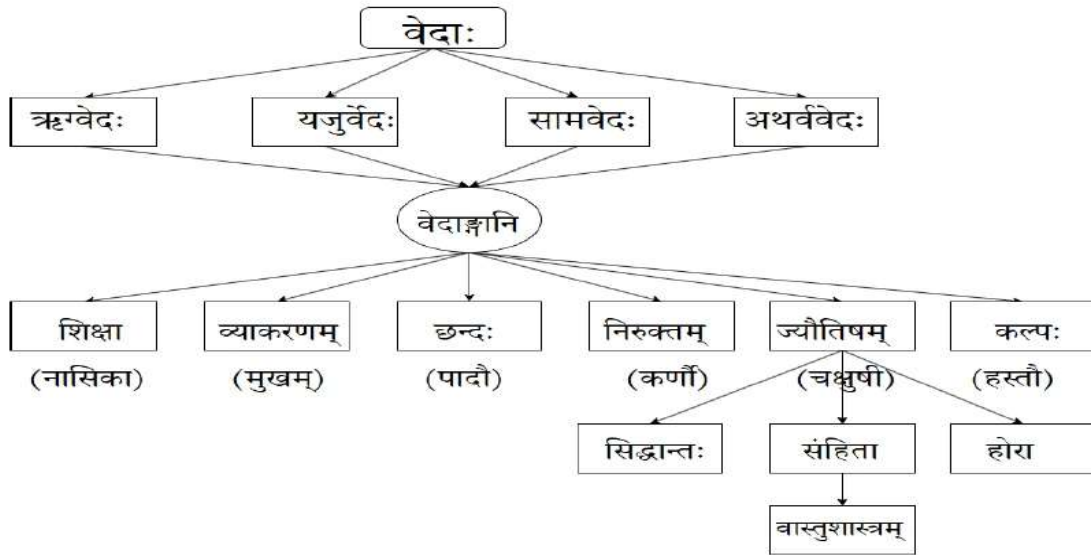 वेदाः
ऋग्वेदः यजुर्वेदः सामवेदः अथर्ववेदः
वेदाङ्गानि
शिक्षा व्याकरणम् छन्दः निरुक्तम् ज्यौतिषम् कल्पः
(नासिका) (मुखम्) (पादौ) (कर्णौ) (चक्षुषी) (हस्तौ)
सिद्धान्तः संहिता होरा
वास्तुशास्त्रम्